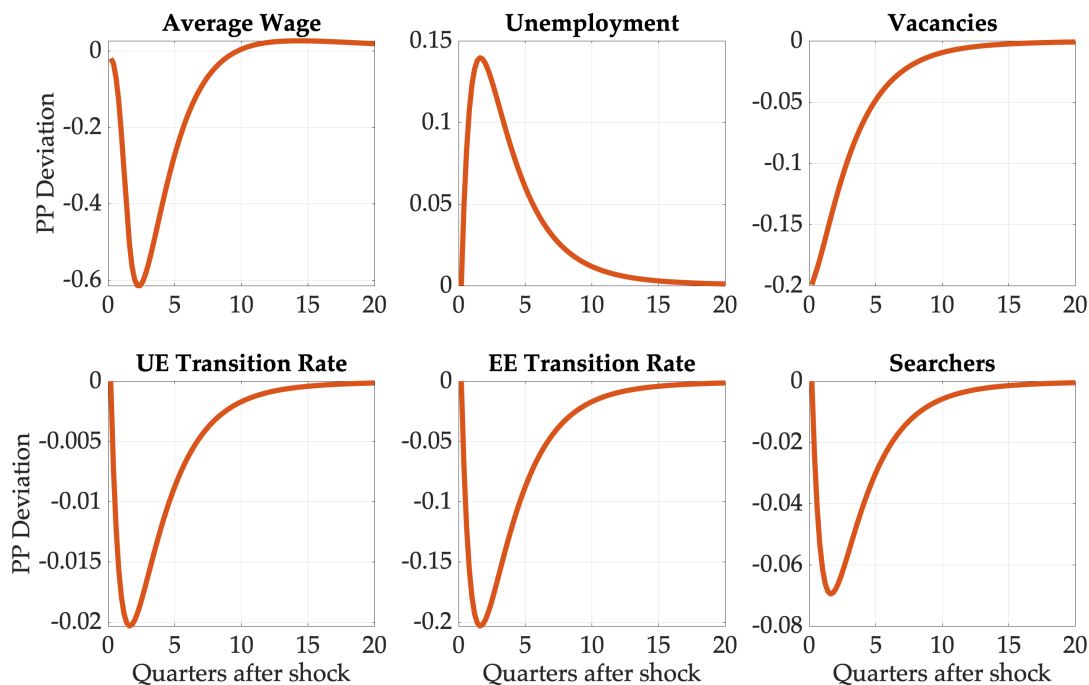 Average Wage
Unemployment
Vacancies
PP Deviation
0
-0.2
-0.4
-0.6
0 5 10 15 20
0.15
0.1
0.05
0
0 5 10 15 20
0
-0.05
-0.1
-0.15
-0.2
0 5 10 15 20
UE Transition Rate
EE Transition Rate
Searchers
PP Deviation
0
-0.005
-0.01
-0.015
-0.02
0 5 10 15 20
Quarters after shock
0
-0.05
-0.1
-0.15
-0.2
0 5 10 15 20
Quarters after shock
0
-0.02
-0.04
-0.06
-0.08
0 5 10 15 20
Quarters after shock